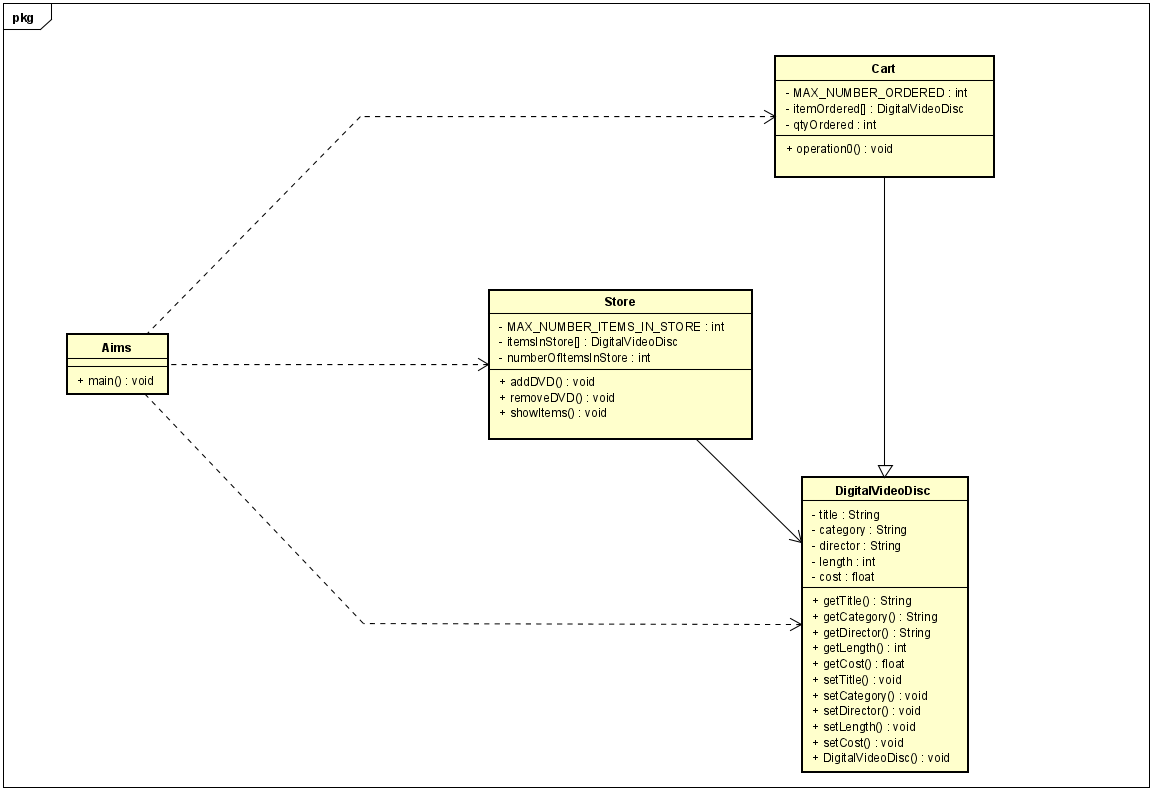 pkg
Cart
- MAX_NUMBER_ORDERED : int
- itemOrdered[] : DigitalVideoDisc
- qtyOrdered : int
+ operation0() : void
Store
- MAX_NUMBER_ITEMS_IN_STORE : int
- itemsInStore[] : DigitalVideoDisc
- numberOfItemsInStore : int
+ addDVD() : void
+ removeDVD() : void
+ showItems() : void
Aims
+ main() : void
DigitalVideoDisc
- title : String
- category : String
- director : String
- length : int
- cost : float
+ getTitle() : String
+ getCategory() : String
+ getDirector() : String
+ getLength() : int
+ getCost() : float
+ setTitle() : void
+ setCategory() : void
+ setDirector() : void
+ setLength() : void
+ setCost() : void
+ DigitalVideoDisc() : void